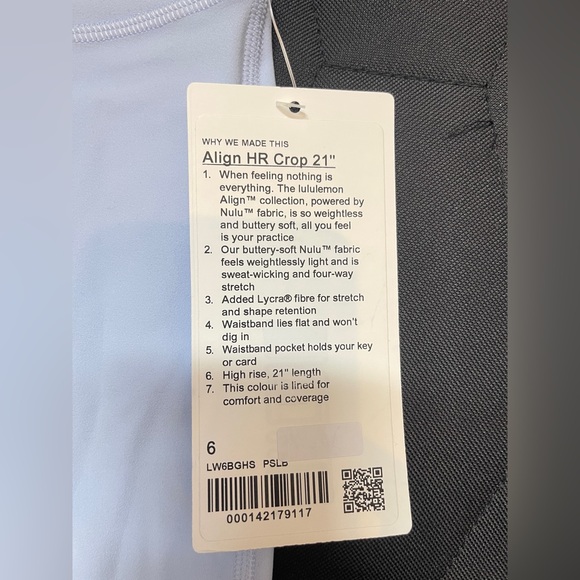 WHY WE MADE THIS
Align HR Crop 21"
1. When feeling nothing is
everything. The lululemon
Align™ collection, powered by
Nulu™ fabric, is so weightless
and buttery soft, all you feel
is your practice
2. Our buttery-soft Nulu™ fabric
feels weightlessly light and is
sweat-wicking and four-way
stretch
3. Added Lycra® fibre for stretch
and shape retention
4. Waistband lies flat and won't
dig in
5. Waistband pocket holds your key
or card
6. High rise, 21" length
7. This colour is lined for
comfort and coverage
6
LW6BGHS PSLB
000142179117